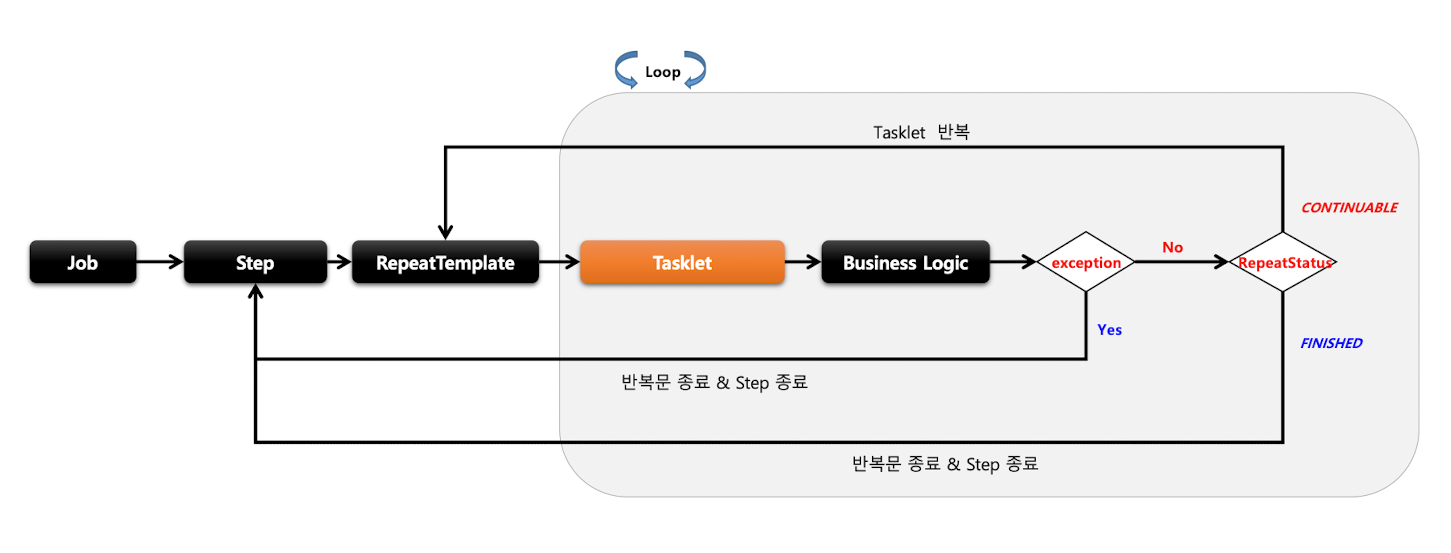 Loop
Tasklet 반복
CONTINUABLE
Job
Step
RepeatTemplate
Tasklet
Business Logic
exception
No
RepeatStatus
Yes
FINISHED
반복문 종료 & Step 종료
반복문 종료 & Step 종료